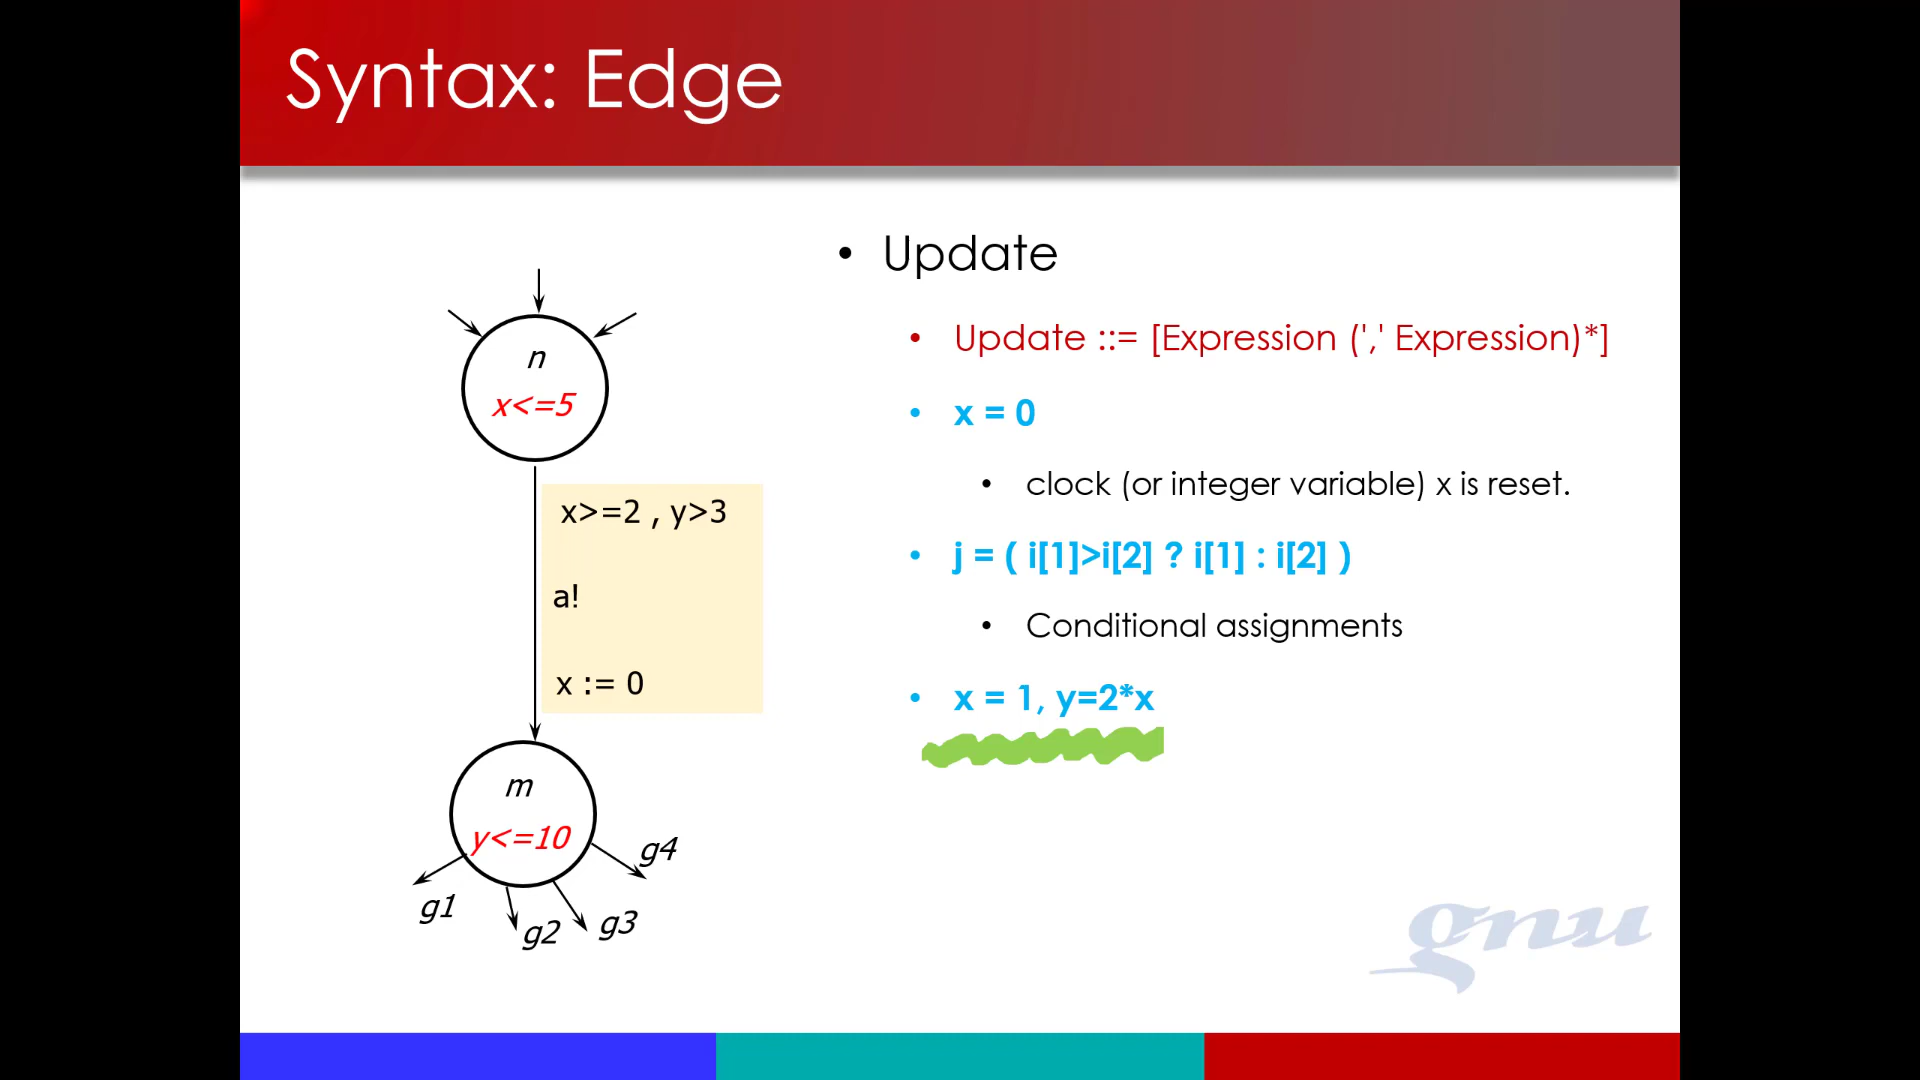 Syntax: Edge
n
x<=5
x>=2 , y>3
a!
x := 0
m
y<=10
g1
g2
g3
g4
• Update
• Update ::= [Expression (',' Expression)*]
• x = 0
• clock (or integer variable) x is reset.
• j = ( i[1]>i[2] ? i[1] : i[2] )
• Conditional assignments
• x = 1, y=2*x
gnu